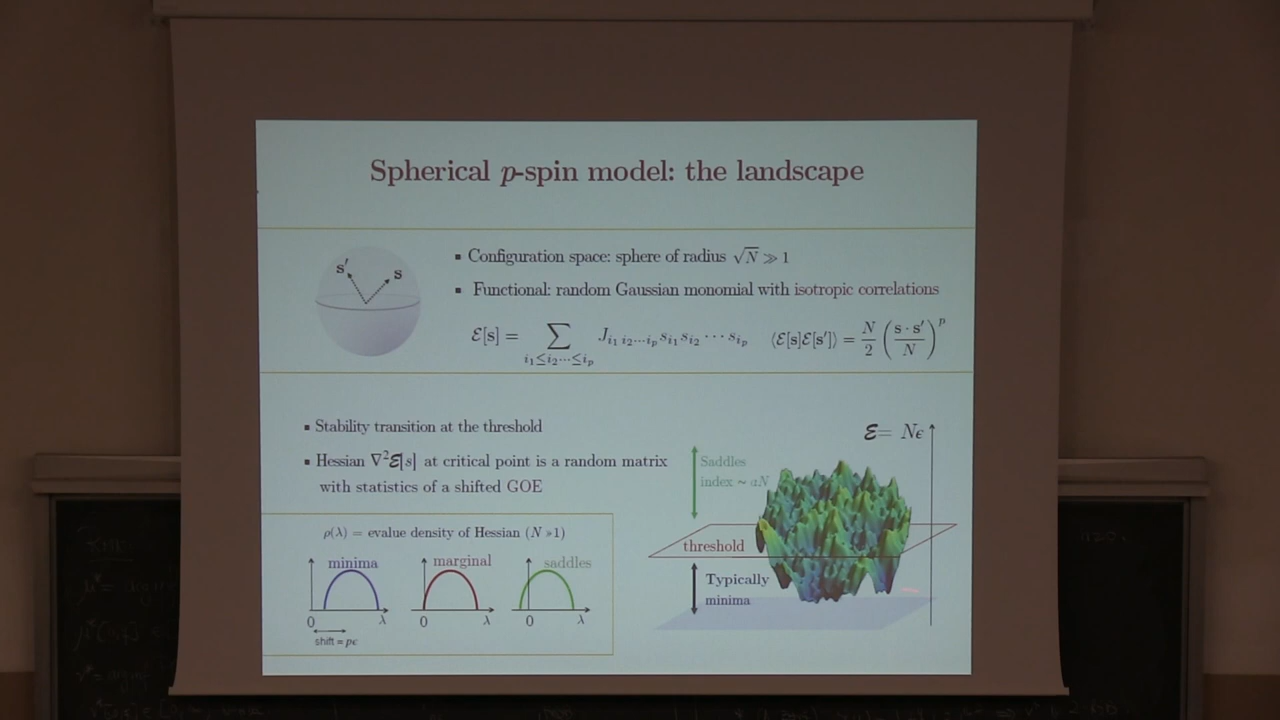 Spherical p-spin model: the landscape
s′ s
▪ Configuration space: sphere of radius √N ≫ 1
▪ Functional: random Gaussian monomial with isotropic correlations
ℰ[s] = ∑_{i₁≤i₂⋯≤i_p} J_{i₁ i₂⋯i_p} s_{i₁} s_{i₂} ⋯ s_{i_p} ⟨ℰ[s]ℰ[s′]⟩ = N/2 (s · s′/N)^p
▪ Stability transition at the threshold
▪ Hessian ∇²ℰ[s] at critical point is a random matrix
with statistics of a shifted GOE
ρ(λ) = evalue density of Hessian (N ≫ 1)
minima marginal saddles
0 λ 0 λ 0 λ
shift = pϵ
ℰ = Nϵ
Saddles
index ~ αN
threshold
Typically
minima